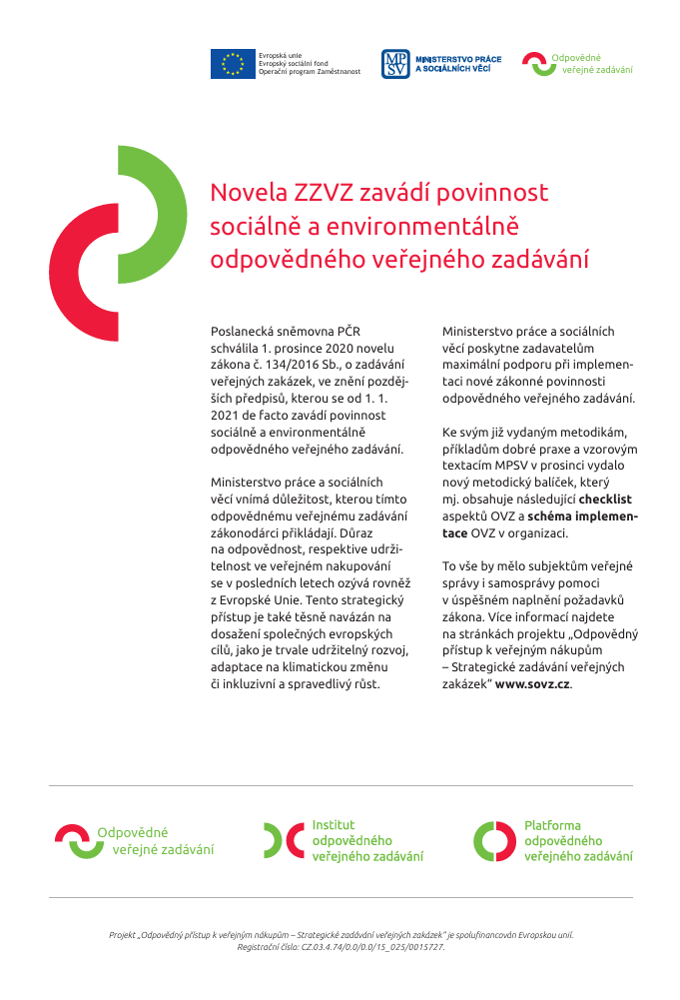 Evropská unie
Evropský sociální fond
Operační program Zaměstnanost
MP
SV
MINISTERSTVO PRÁCE
A SOCIÁLNÍCH VĚCÍ
Odpovědné
veřejné zadávání
Novela ZZVZ zavádí povinnost
sociálně a environmentálně
odpovědného veřejného zadávání
Poslanecká sněmovna PČR
schválila 1. prosince 2020 novelu
zákona č. 134/2016 Sb., o zadávání
veřejných zakázek, ve znění pozděj-
ších předpisů, kterou se od 1. 1.
2021 de facto zavádí povinnost
sociálně a environmentálně
odpovědného veřejného zadávání.
Ministerstvo práce a sociálních
věcí vnímá důležitost, kterou tímto
odpovědnému veřejnému zadávání
zákonodárci přikládají. Důraz
na odpovědnost, respektive udrži-
telnost ve veřejném nakupování
se v posledních letech ozývá rovněž
z Evropské Unie. Tento strategický
přístup je také těsně navázán na
dosažení společných evropských
cílů, jako je trvale udržitelný rozvoj,
adaptace na klimatickou změnu
či inkluzivní a spravedlivý růst.
Ministerstvo práce a sociálních
věcí poskytne zadavatelům
maximální podporu při implemen-
taci nové zákonné povinnosti
odpovědného veřejného zadávání.
Ke svým již vydaným metodikám,
příkladům dobré praxe a vzorovým
textacím MPSV v prosinci vydalo
nový metodický balíček, který
mj. obsahuje následující checklist
aspektů OVZ a schéma implemen-
tace OVZ v organizaci.
To vše by mělo subjektům veřejné
správy i samosprávy pomoci
v úspěšném naplnění požadavků
zákona. Více informací najdete
na stránkách projektu „Odpovědný
přístup k veřejným nákupům
– Strategické zadávání veřejných
zakázek“ www.sovz.cz.
Odpovědné
veřejné zadávání
Institut
odpovědného
veřejného zadávání
Platforma
odpovědného
veřejného zadávání
Projekt „Odpovědný přístup k veřejným nákupům – Strategické zadávání veřejných zakázek“ je spolufinancován Evropskou unií.
Registrační číslo: CZ.03.4.74/0.0/0.0/15_025/0015727.